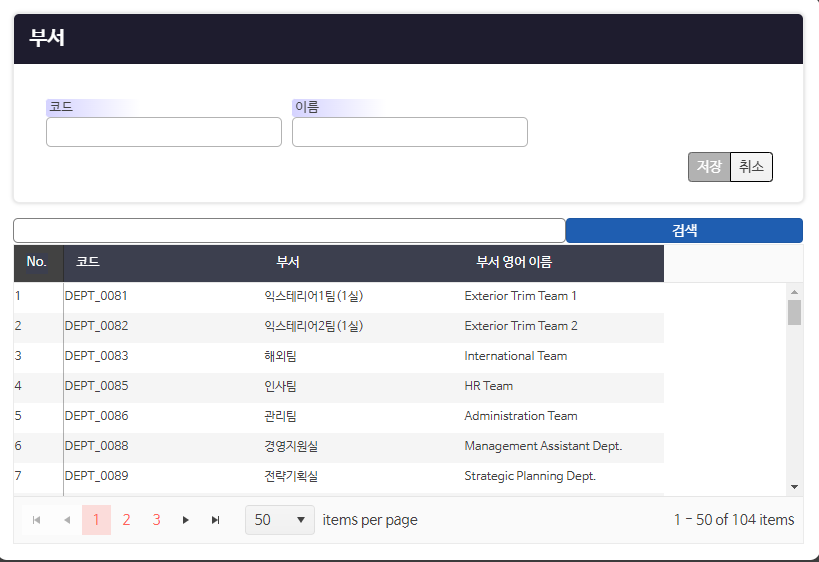 부서
코드 이름
저장 취소
검색
No. 코드 부서 부서 영어 이름
1 DEPT_0081 익스테리어1팀(1실) Exterior Trim Team 1
2 DEPT_0082 익스테리어2팀(1실) Exterior Trim Team 2
3 DEPT_0083 해외팀 International Team
4 DEPT_0085 인사팀 HR Team
5 DEPT_0086 관리팀 Administration Team
6 DEPT_0088 경영지원실 Management Assistant Dept.
7 DEPT_0089 전략기획실 Strategic Planning Dept.
1 2 3 50 items per page 1 - 50 of 104 items